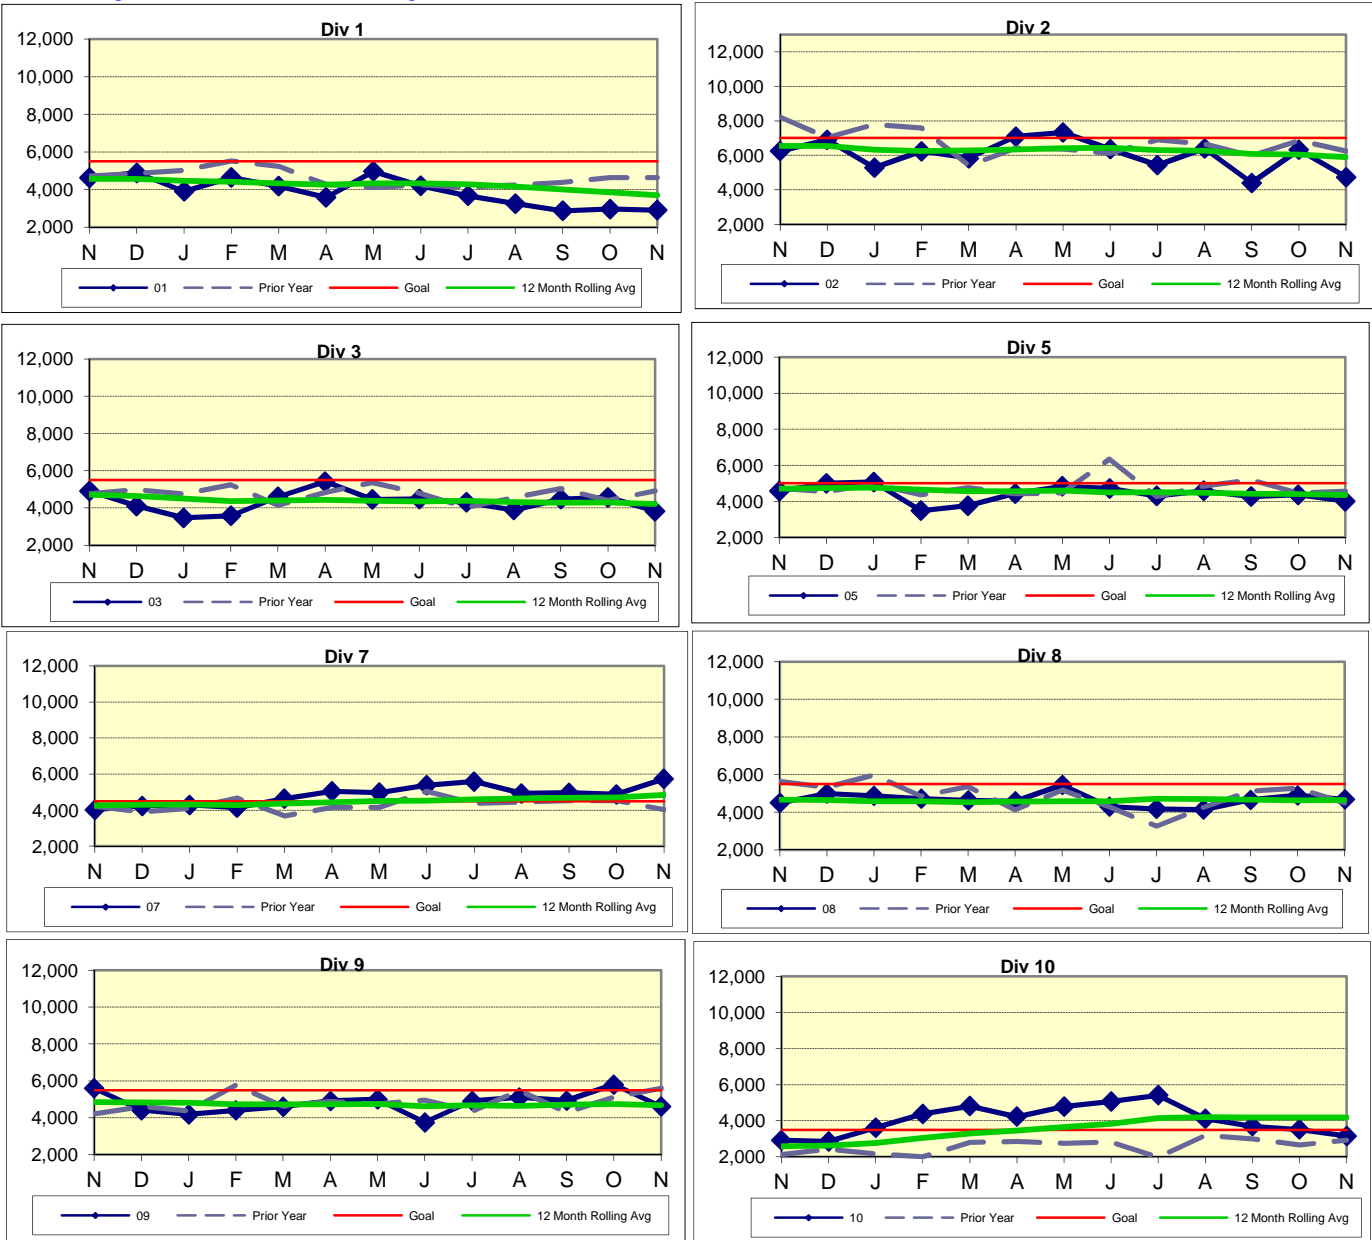 Div 1
12,000
10,000
8,000
6,000
4,000
2,000
N D J F M A M J J A S O N
01 Prior Year Goal 12 Month Rolling Avg
Div 2
12,000
10,000
8,000
6,000
4,000
2,000
N D J F M A M J J A S O N
02 Prior Year Goal 12 Month Rolling Avg
Div 3
12,000
10,000
8,000
6,000
4,000
2,000
N D J F M A M J J A S O N
03 Prior Year Goal 12 Month Rolling Avg
Div 5
12,000
10,000
8,000
6,000
4,000
2,000
N D J F M A M J J A S O N
05 Prior Year Goal 12 Month Rolling Avg
Div 7
12,000
10,000
8,000
6,000
4,000
2,000
N D J F M A M J J A S O N
07 Prior Year Goal 12 Month Rolling Avg
Div 8
12,000
10,000
8,000
6,000
4,000
2,000
N D J F M A M J J A S O N
08 Prior Year Goal 12 Month Rolling Avg
Div 9
12,000
10,000
8,000
6,000
4,000
2,000
N D J F M A M J J A S O N
09 Prior Year Goal 12 Month Rolling Avg
Div 10
12,000
10,000
8,000
6,000
4,000
2,000
N D J F M A M J J A S O N
10 Prior Year Goal 12 Month Rolling Avg